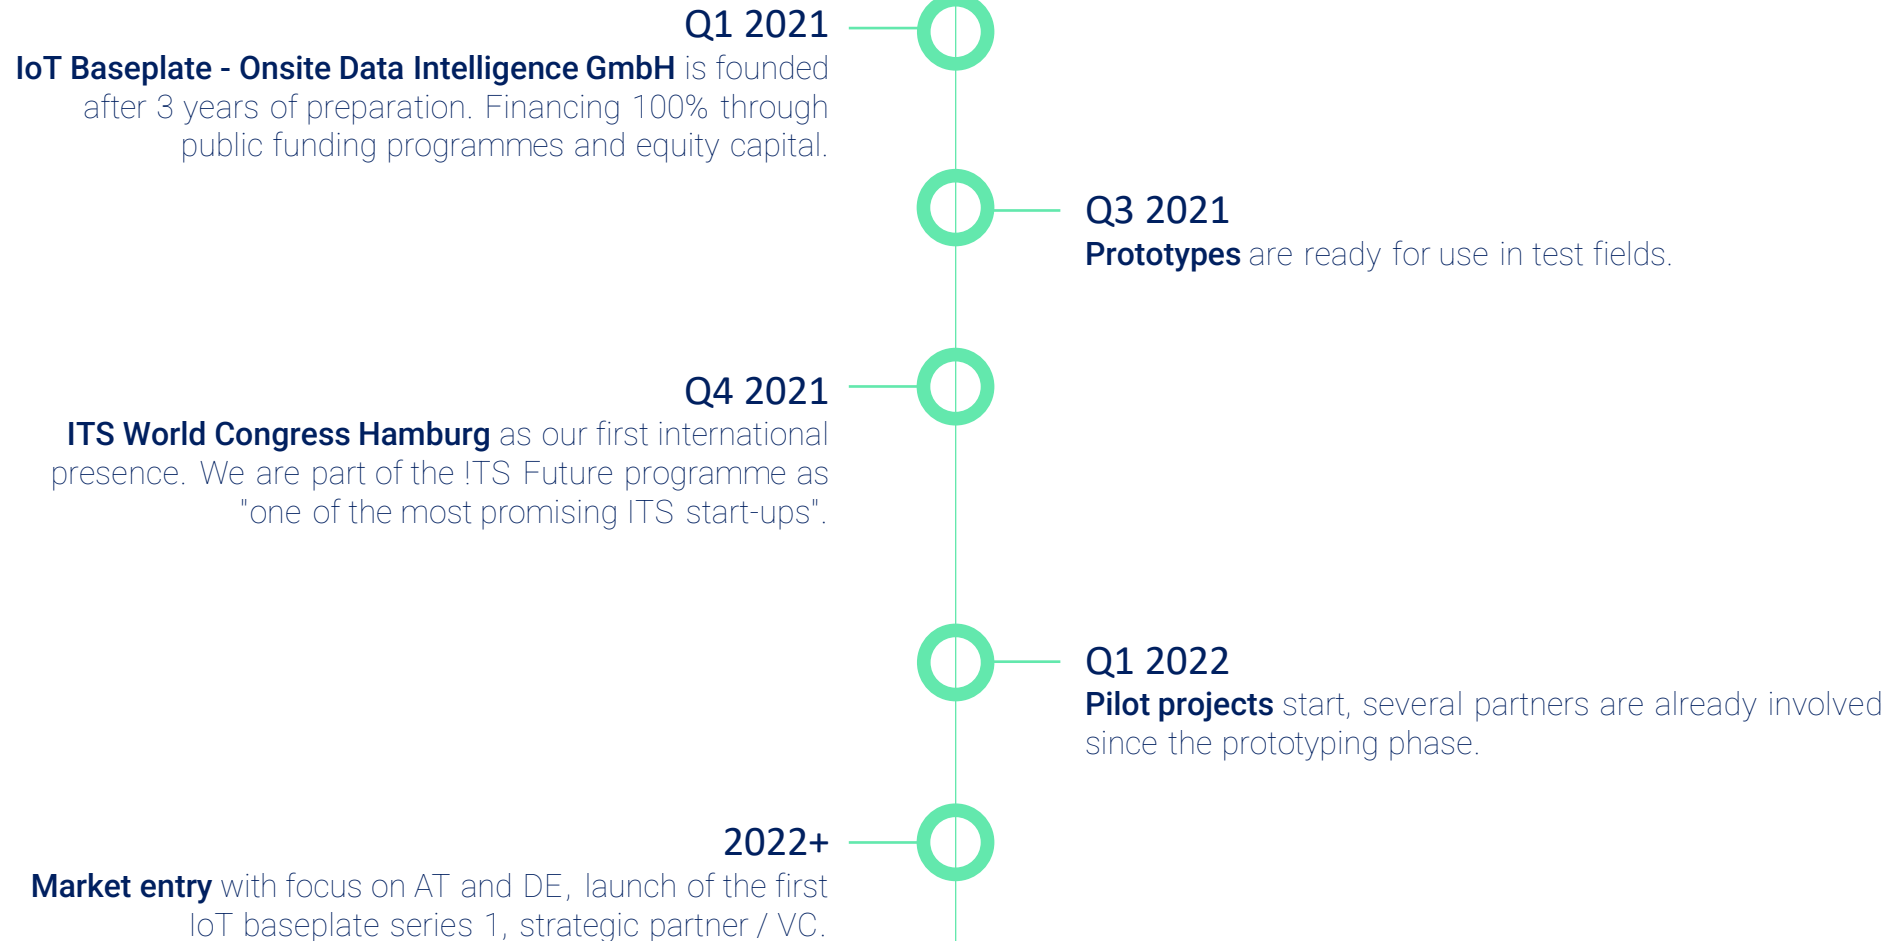 Q1 2021
IoT Baseplate - Onsite Data Intelligence GmbH is founded
after 3 years of preparation. Financing 100% through
public funding programmes and equity capital.
Q3 2021
Prototypes are ready for use in test fields.
Q4 2021
ITS World Congress Hamburg as our first international
presence. We are part of the !TS Future programme as
"one of the most promising ITS start-ups".
Q1 2022
Pilot projects start, several partners are already involved
since the prototyping phase.
2022+
Market entry with focus on AT and DE, launch of the first
IoT baseplate series 1, strategic partner / VC.